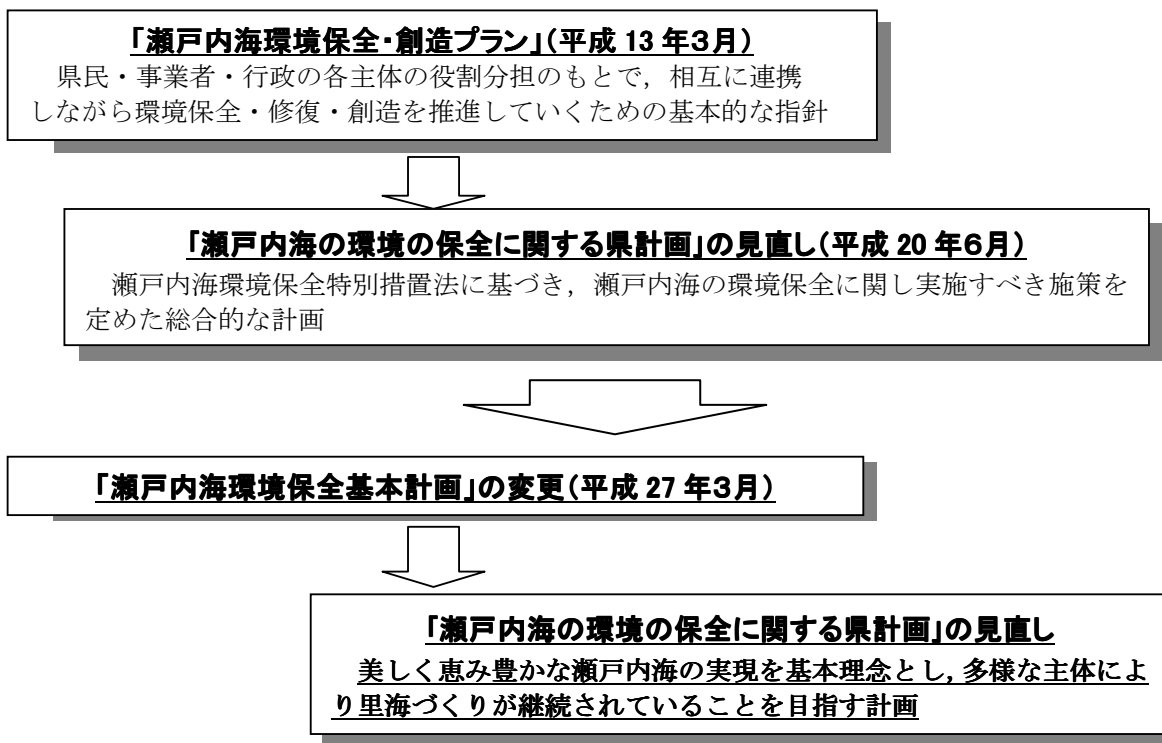 「瀬戸内海環境保全・創造プラン」(平成 13 年３月)
県民・事業者・行政の各主体の役割分担のもとで，相互に連携
しながら環境保全・修復・創造を推進していくための基本的な指針
「瀬戸内海の環境の保全に関する県計画」の見直し(平成 20 年６月)
瀬戸内海環境保全特別措置法に基づき，瀬戸内海の環境保全に関し実施すべき施策を
定めた総合的な計画
「瀬戸内海環境保全基本計画」の変更(平成 27 年３月)
「瀬戸内海の環境の保全に関する県計画」の見直し
美しく恵み豊かな瀬戸内海の実現を基本理念とし，多様な主体によ
り里海づくりが継続されていることを目指す計画